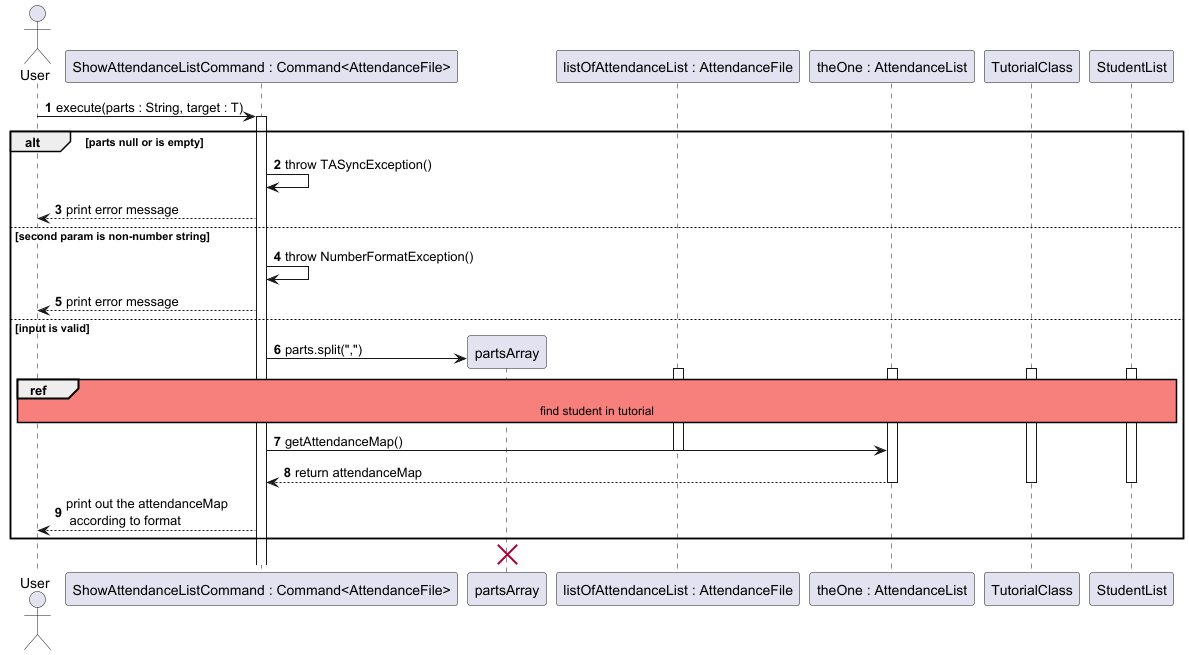 User
ShowAttendanceListCommand : Command<AttendanceFile>
listOfAttendanceList : AttendanceFile
theOne : AttendanceList
TutorialClass
StudentList
1 execute(parts : String, target : T)
alt [parts null or is empty]
2 throw TASyncException()
3 print error message
[second param is non-number string]
4 throw NumberFormatException()
5 print error message
[input is valid]
6 parts.split(",")
partsArray
ref
find student in tutorial
7 getAttendanceMap()
8 return attendanceMap
9 print out the attendanceMap
according to format
User
ShowAttendanceListCommand : Command<AttendanceFile>
partsArray
listOfAttendanceList : AttendanceFile
theOne : AttendanceList
TutorialClass
StudentList